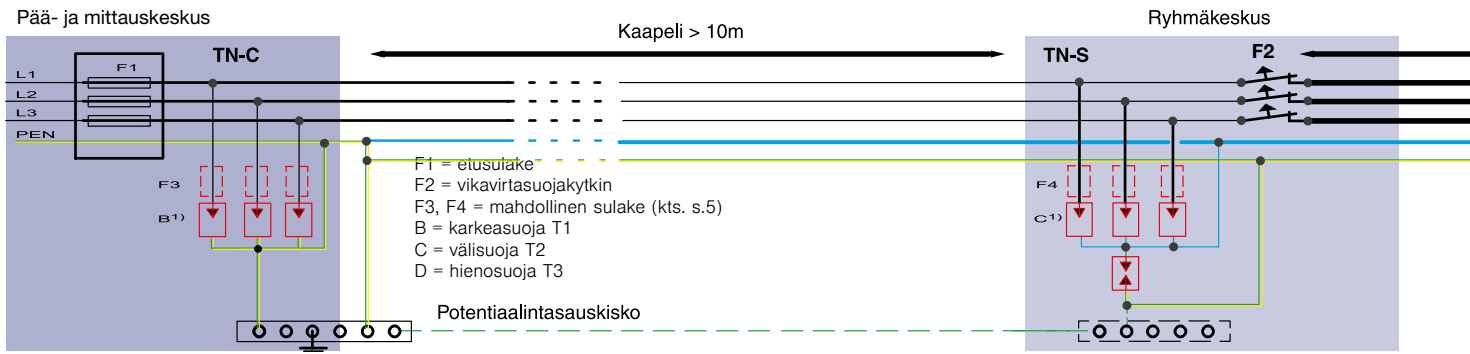 Pää- ja mittauskeskus
Kaapeli > 10m
Ryhmäkeskus
TN-C
TN-S
F2
F1
L1
L2
L3
PEN
F1 = etusulake
F2 = vikavirtasuojakytkin
F3, F4 = mahdollinen sulake (kts. s.5)
B = karkeasuoja T1
C = välisuoja T2
D = hienosuoja T3
F3
B1)
F4
C1)
Potentiaalintasauskisko